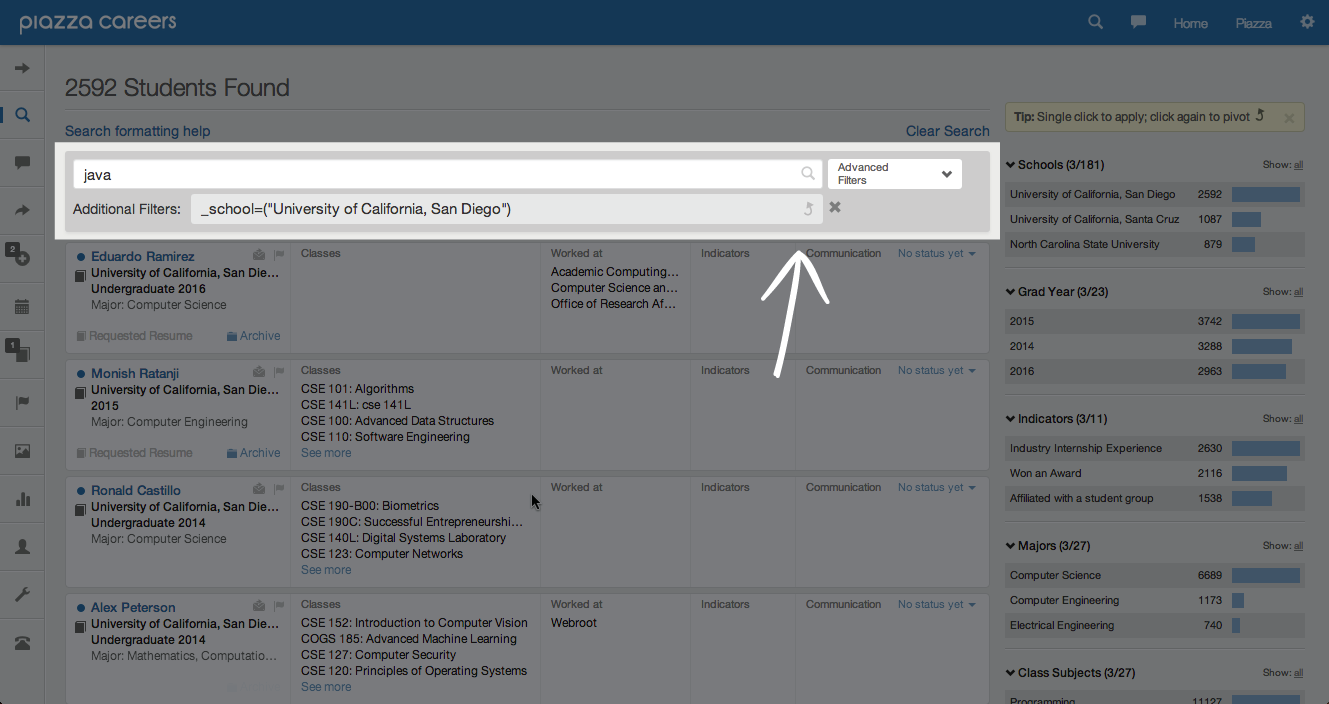 piazza careers
Home
Piazza
2592 Students Found
Search formatting help
Clear Search
java
Advanced
Filters
Additional Filters:
_school=("University of California, San Diego")
2
1
Eduardo Ramirez
University of California, San Die...
Undergraduate 2016
Major: Computer Science
Requested Resume
Archive
Classes
Worked at
Academic Computing...
Computer Science an...
Office of Research Af...
Indicators
Communication
No status yet
Monish Ratanji
University of California, San Die...
2015
Major: Computer Engineering
Requested Resume
Archive
Classes
CSE 101: Algorithms
CSE 141L: cse 141L
CSE 100: Advanced Data Structures
CSE 110: Software Engineering
See more
Worked at
Indicators
Communication
No status yet
Ronald Castillo
University of California, San Die...
Undergraduate 2014
Major: Computer Science
Classes
CSE 190-B00: Biometrics
CSE 190C: Successful Entrepreneurshi...
CSE 140L: Digital Systems Laboratory
CSE 123: Computer Networks
See more
Worked at
Indicators
Communication
No status yet
Alex Peterson
University of California, San Die...
Undergraduate 2014
Major: Mathematics, Computatio...
Classes
CSE 152: Introduction to Computer Vision
COGS 185: Advanced Machine Learning
CSE 127: Computer Security
CSE 120: Principles of Operating Systems
See more
Worked at
Webroot
Indicators
Communication
No status yet
Tip: Single click to apply; click again to pivot
Schools (3/181) Show: all
University of California, San Diego 2592
University of California, Santa Cruz 1087
North Carolina State University 879
Grad Year (3/23) Show: all
2015 3742
2014 3288
2016 2963
Indicators (3/11) Show: all
Industry Internship Experience 2630
Won an Award 2116
Affiliated with a student group 1538
Majors (3/27) Show: all
Computer Science 6689
Computer Engineering 1173
Electrical Engineering 740
Class Subjects (3/27) Show: all
Programming 11127